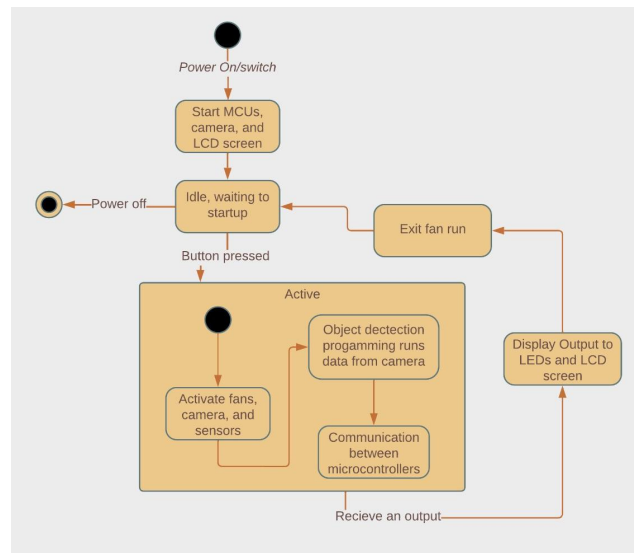 Power On/switch
Start MCUs,
camera, and
LCD screen
Idle, waiting to
startup
Power off
Exit fan run
Button pressed
Active
Object dectection
progamming runs
data from camera
Display Output to
LEDs and LCD
screen
Activate fans,
camera, and
sensors
Communication
between
microcontrollers
Recieve an output